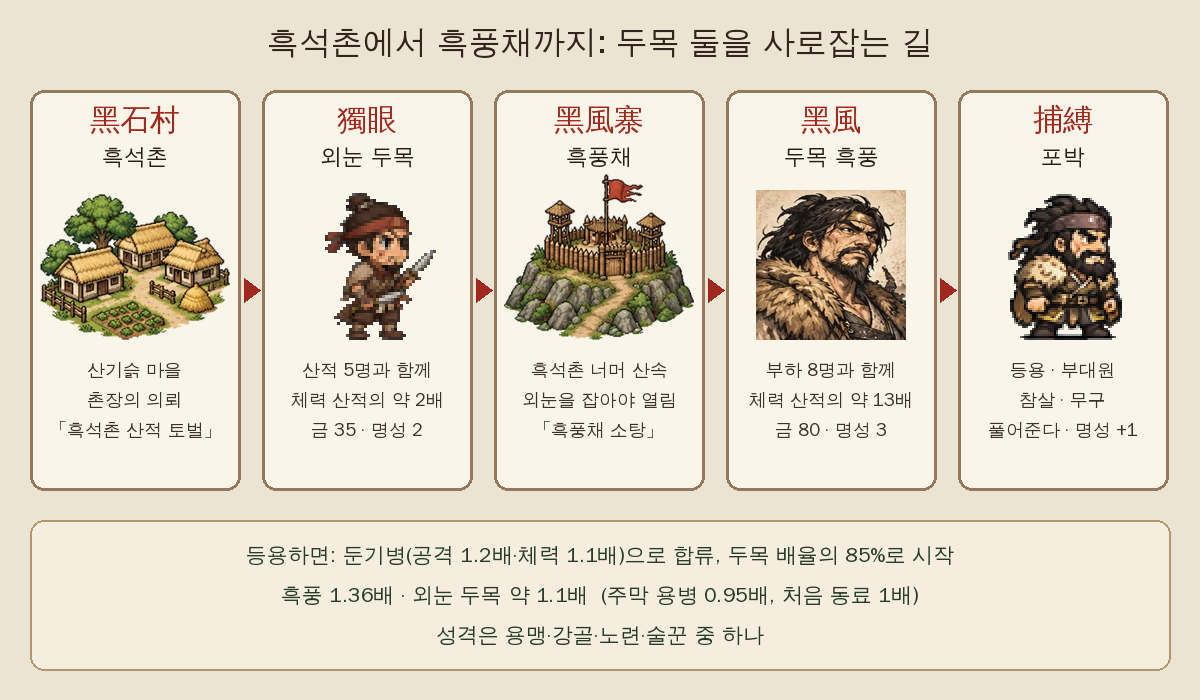 흑석촌에서 흑풍채까지: 두목 둘을 사로잡는 길
黑石村
흑석촌
산기슭 마을
촌장의 의뢰
「흑석촌 산적 토벌」
獨眼
외눈 두목
산적 5명과 함께
체력 산적의 약 2배
금 35 · 명성 2
黑風寨
흑풍채
흑석촌 너머 산속
외눈을 잡아야 열림
「흑풍채 소탕」
黑風
두목 흑풍
부하 8명과 함께
체력 산적의 약 13배
금 80 · 명성 3
捕縛
포박
등용 · 부대원
참살 · 무구
풀어준다 · 명성 +1
등용하면: 둔기병(공격 1.2배·체력 1.1배)으로 합류, 두목 배율의 85%로 시작
흑풍 1.36배 · 외눈 두목 약 1.1배 (주막 용병 0.95배, 처음 동료 1배)
성격은 용맹·강골·노련·술꾼 중 하나